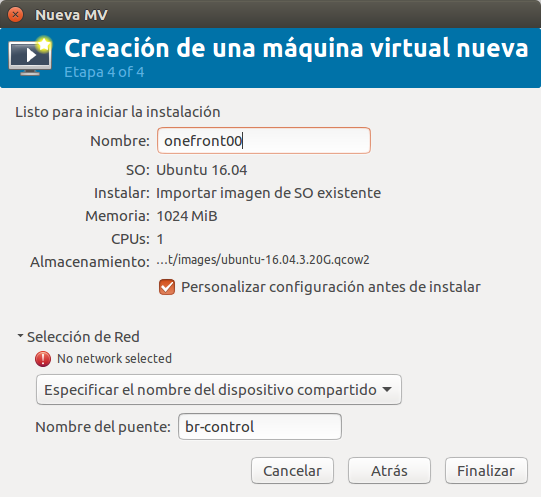 Nueva MV
Creación de una máquina virtual nueva
Etapa 4 of 4
Listo para iniciar la instalación
Nombre: onefront00
SO: Ubuntu 16.04
Instalar: Importar imagen de SO existente
Memoria: 1024 MiB
CPUs: 1
Almacenamiento: ...t/images/ubuntu-16.04.3.20G.qcow2
Personalizar configuración antes de instalar
Selección de Red
No network selected
Especificar el nombre del dispositivo compartido
Nombre del puente: br-control
Cancelar Atrás Finalizar